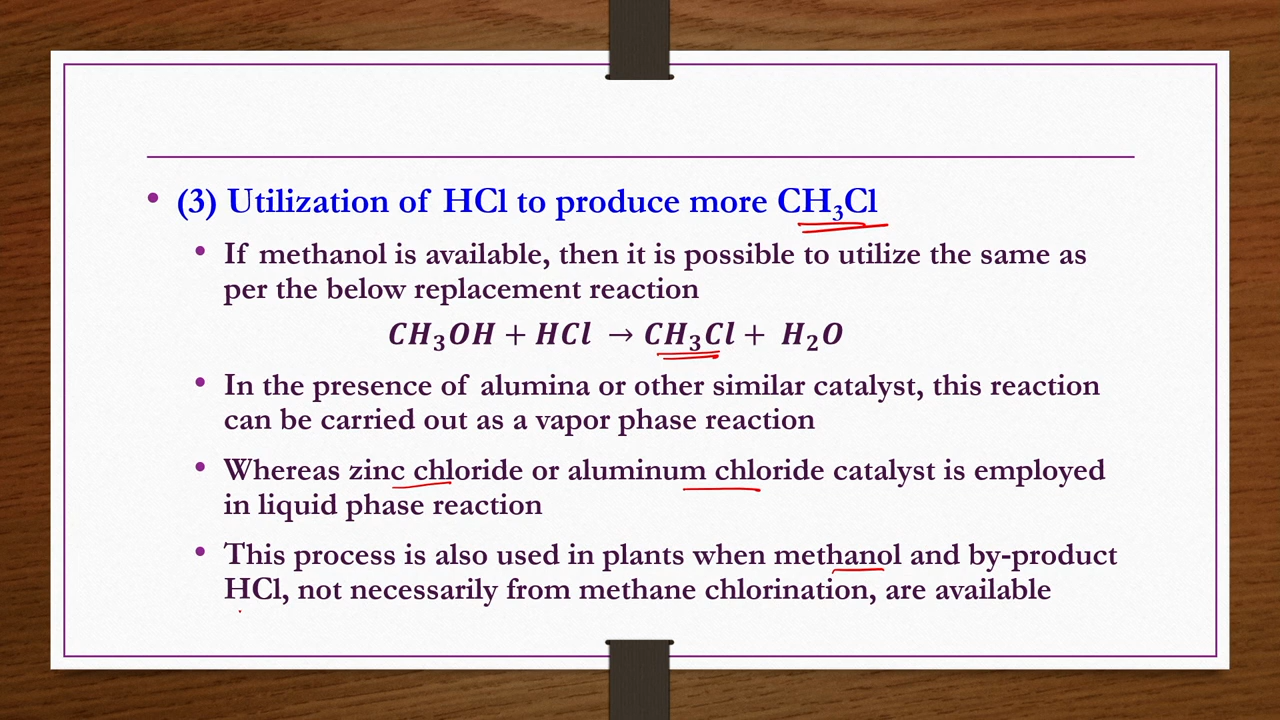 (3) Utilization of HCl to produce more CH₃Cl
If methanol is available, then it is possible to utilize the same as
per the below replacement reaction
CH₃OH + HCl → CH₃Cl + H₂O
In the presence of alumina or other similar catalyst, this reaction
can be carried out as a vapor phase reaction
Whereas zinc chloride or aluminum chloride catalyst is employed
in liquid phase reaction
This process is also used in plants when methanol and by-product
HCl, not necessarily from methane chlorination, are available